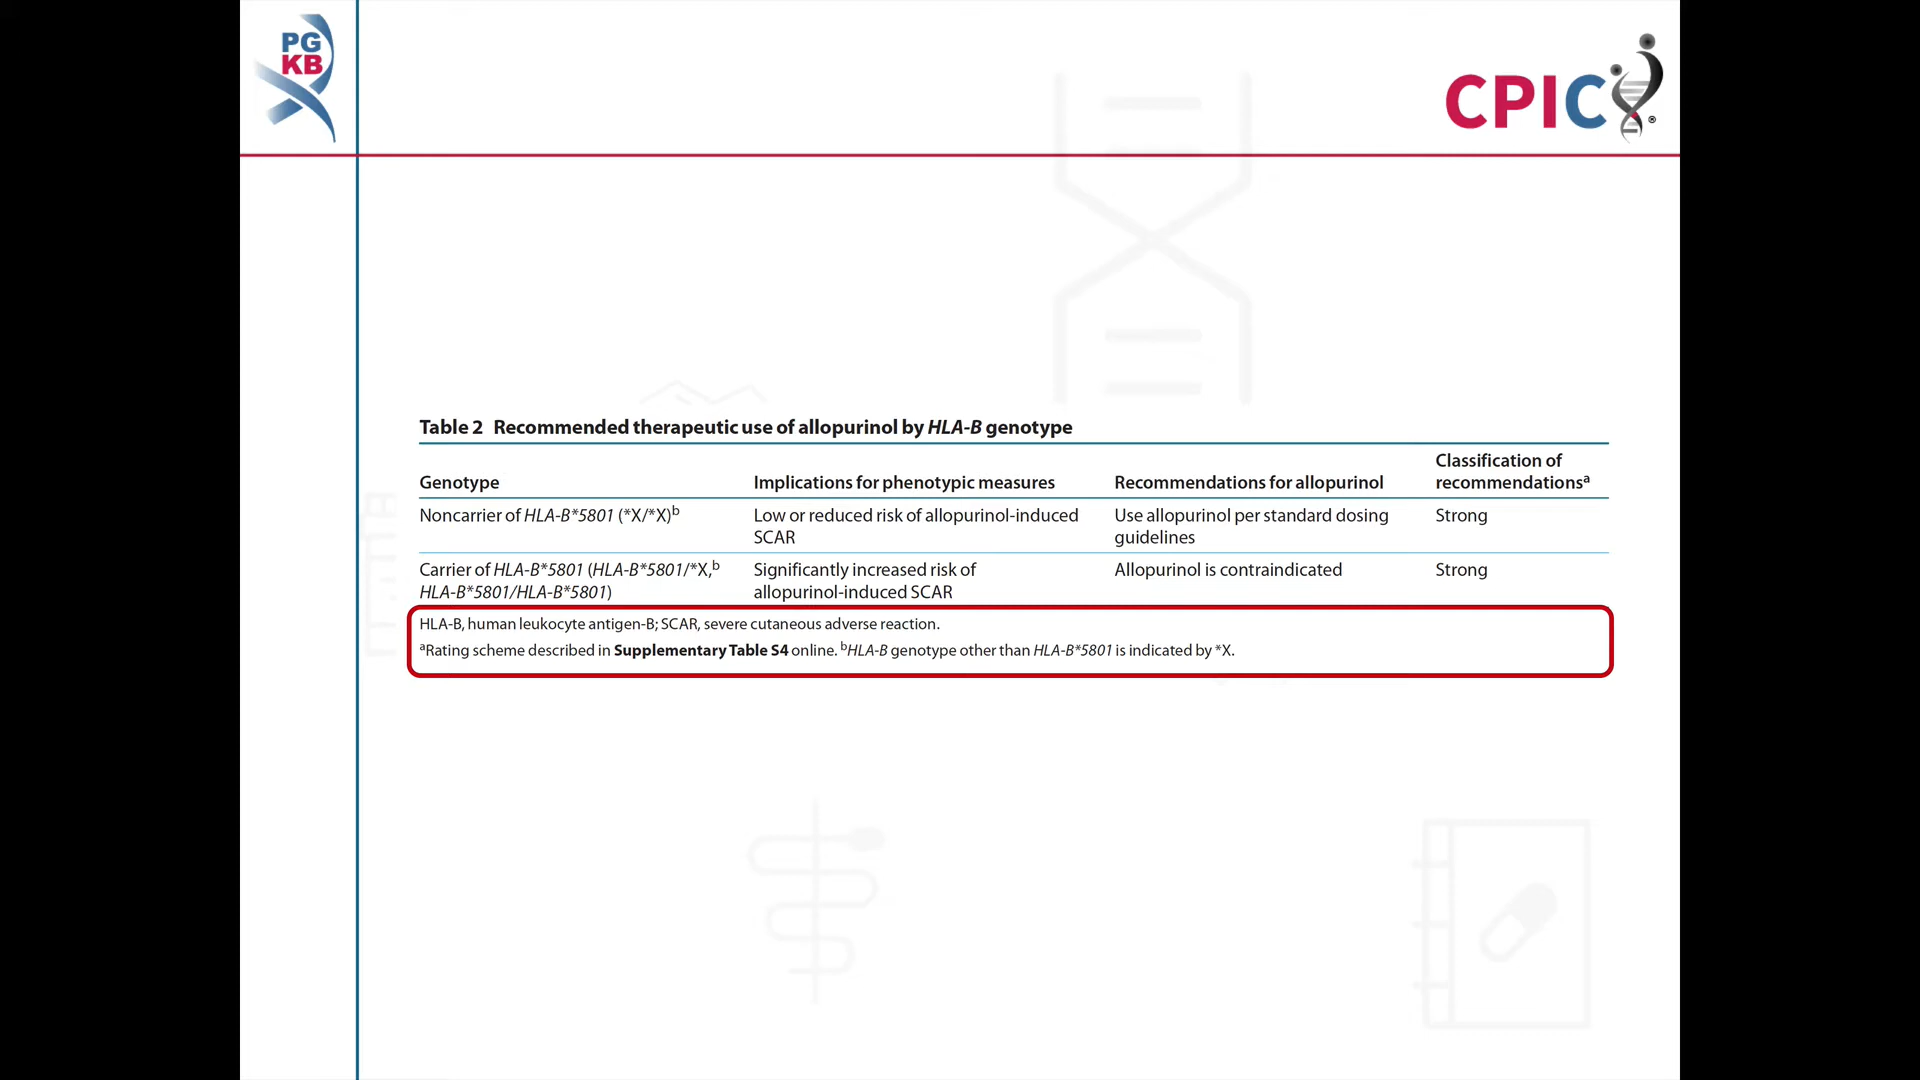 PG
KB
CPIC®
Table 2 Recommended therapeutic use of allopurinol by HLA-B genotype
Genotype
Implications for phenotypic measures
Recommendations for allopurinol
Classification of
recommendationsᵃ
Noncarrier of HLA-B*5801 (*X/*X)ᵇ
Low or reduced risk of allopurinol-induced
SCAR
Use allopurinol per standard dosing
guidelines
Strong
Carrier of HLA-B*5801 (HLA-B*5801/*X,ᵇ
HLA-B*5801/HLA-B*5801)
Significantly increased risk of
allopurinol-induced SCAR
Allopurinol is contraindicated
Strong
HLA-B, human leukocyte antigen-B; SCAR, severe cutaneous adverse reaction.
ᵃRating scheme described in Supplementary Table S4 online. ᵇHLA-B genotype other than HLA-B*5801 is indicated by *X.